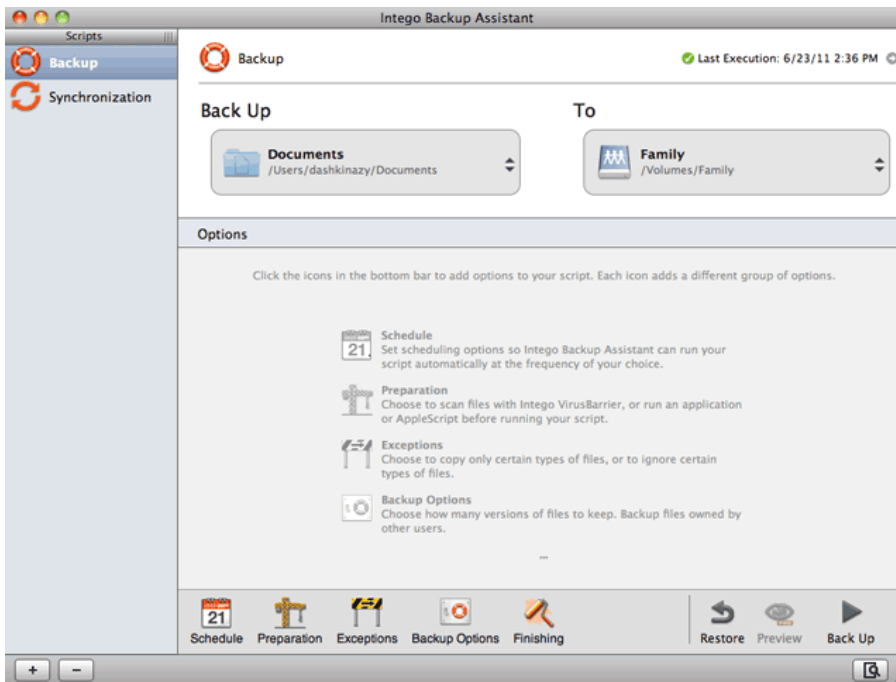 Intego Backup Assistant
Scripts
Backup
Synchronization
Backup
Last Execution: 6/23/11 2:36 PM
Back Up
To
Documents
/Users/dashkinazy/Documents
Family
/Volumes/Family
Options
Click the icons in the bottom bar to add options to your script. Each icon adds a different group of options.
21
Schedule
Set scheduling options so Intego Backup Assistant can run your
script automatically at the frequency of your choice.
Preparation
Choose to scan files with Intego VirusBarrier, or run an application
or AppleScript before running your script.
Exceptions
Choose to copy only certain types of files, or to ignore certain
types of files.
Backup Options
Choose how many versions of files to keep. Backup files owned by
other users.
...
21
Schedule
Preparation
Exceptions
Backup Options
Finishing
Restore
Preview
Back Up
+
-